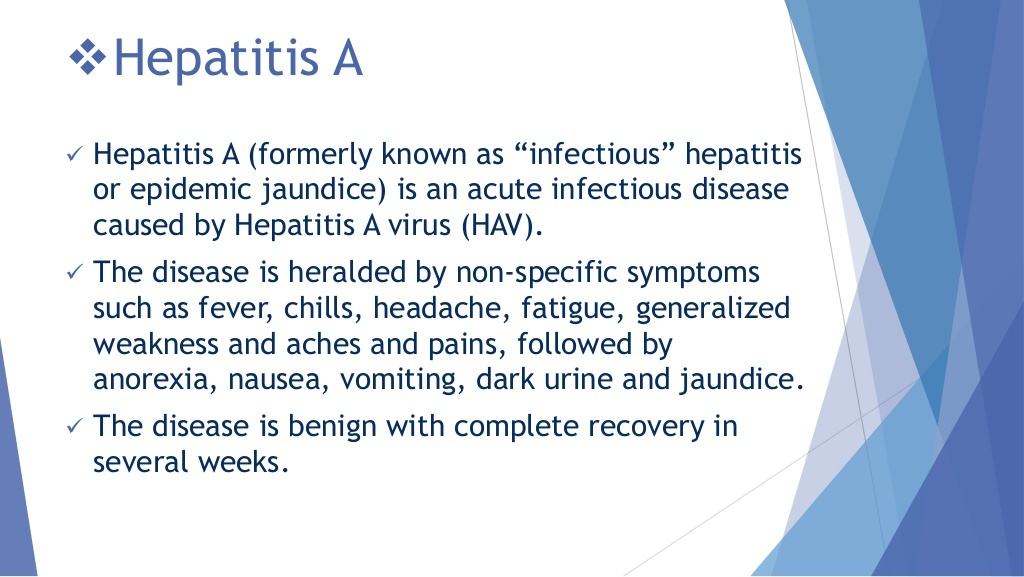 ❖Hepatitis A
✓ Hepatitis A (formerly known as “infectious” hepatitis
or epidemic jaundice) is an acute infectious disease
caused by Hepatitis A virus (HAV).
✓ The disease is heralded by non-specific symptoms
such as fever, chills, headache, fatigue, generalized
weakness and aches and pains, followed by
anorexia, nausea, vomiting, dark urine and jaundice.
✓ The disease is benign with complete recovery in
several weeks.